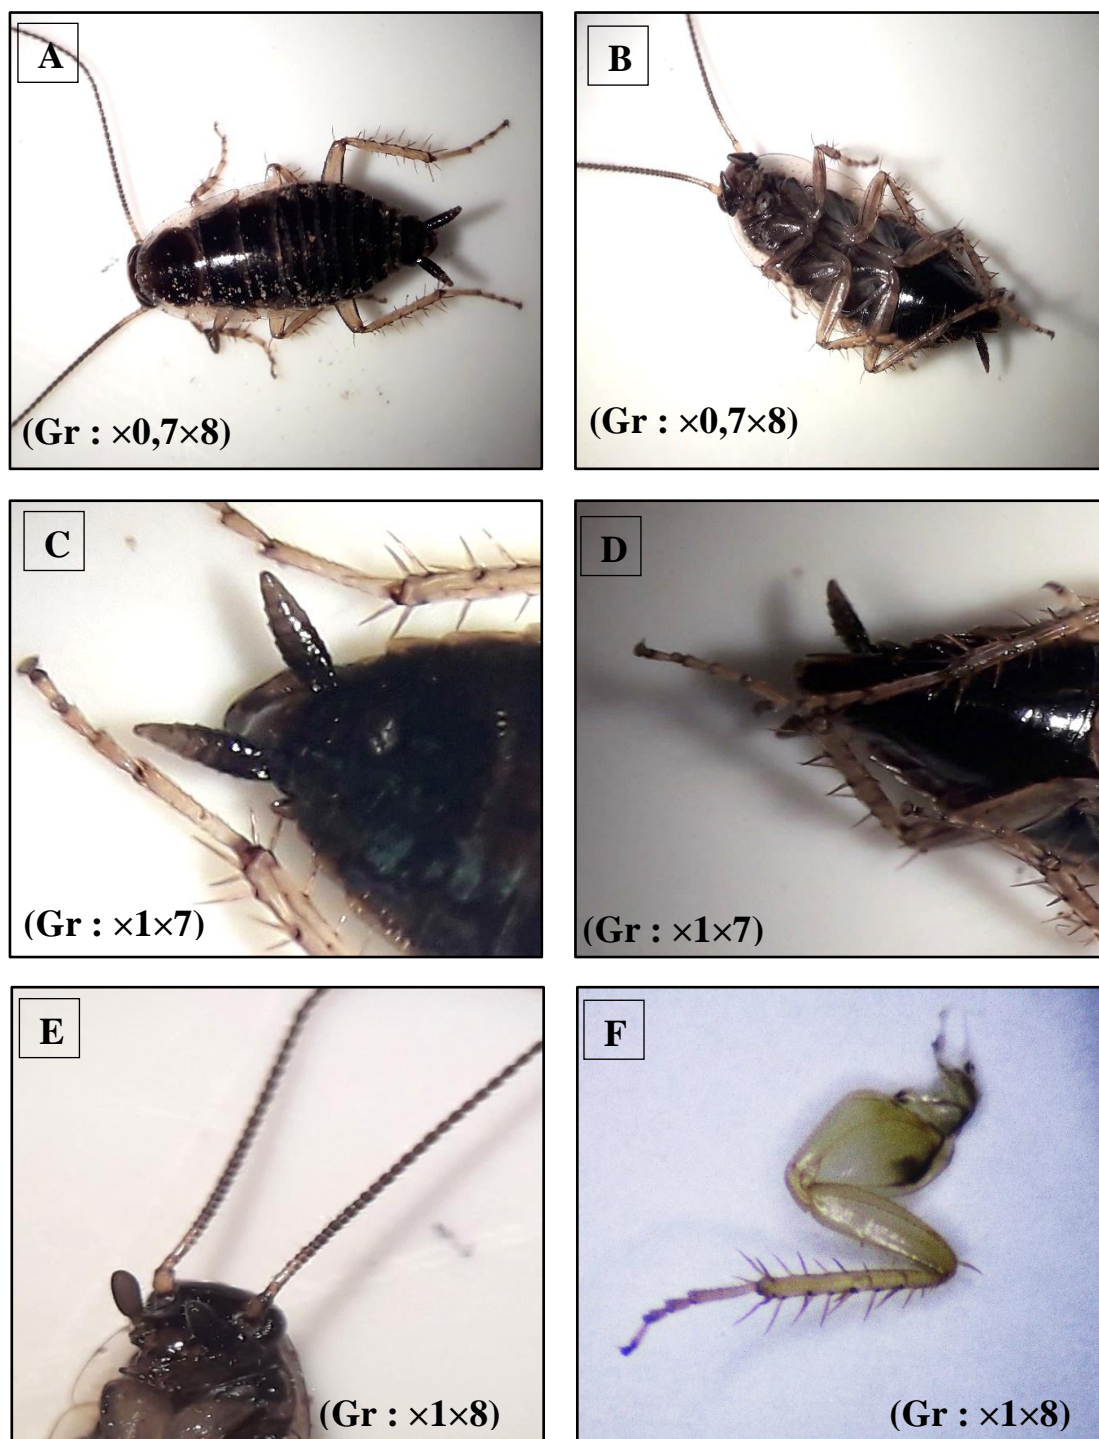 A
B
(Gr : ×0,7×8)
(Gr : ×0,7×8)
C
D
(Gr : ×1×7)
(Gr : ×1×7)
E
F
(Gr : ×1×8)
(Gr : ×1×8)